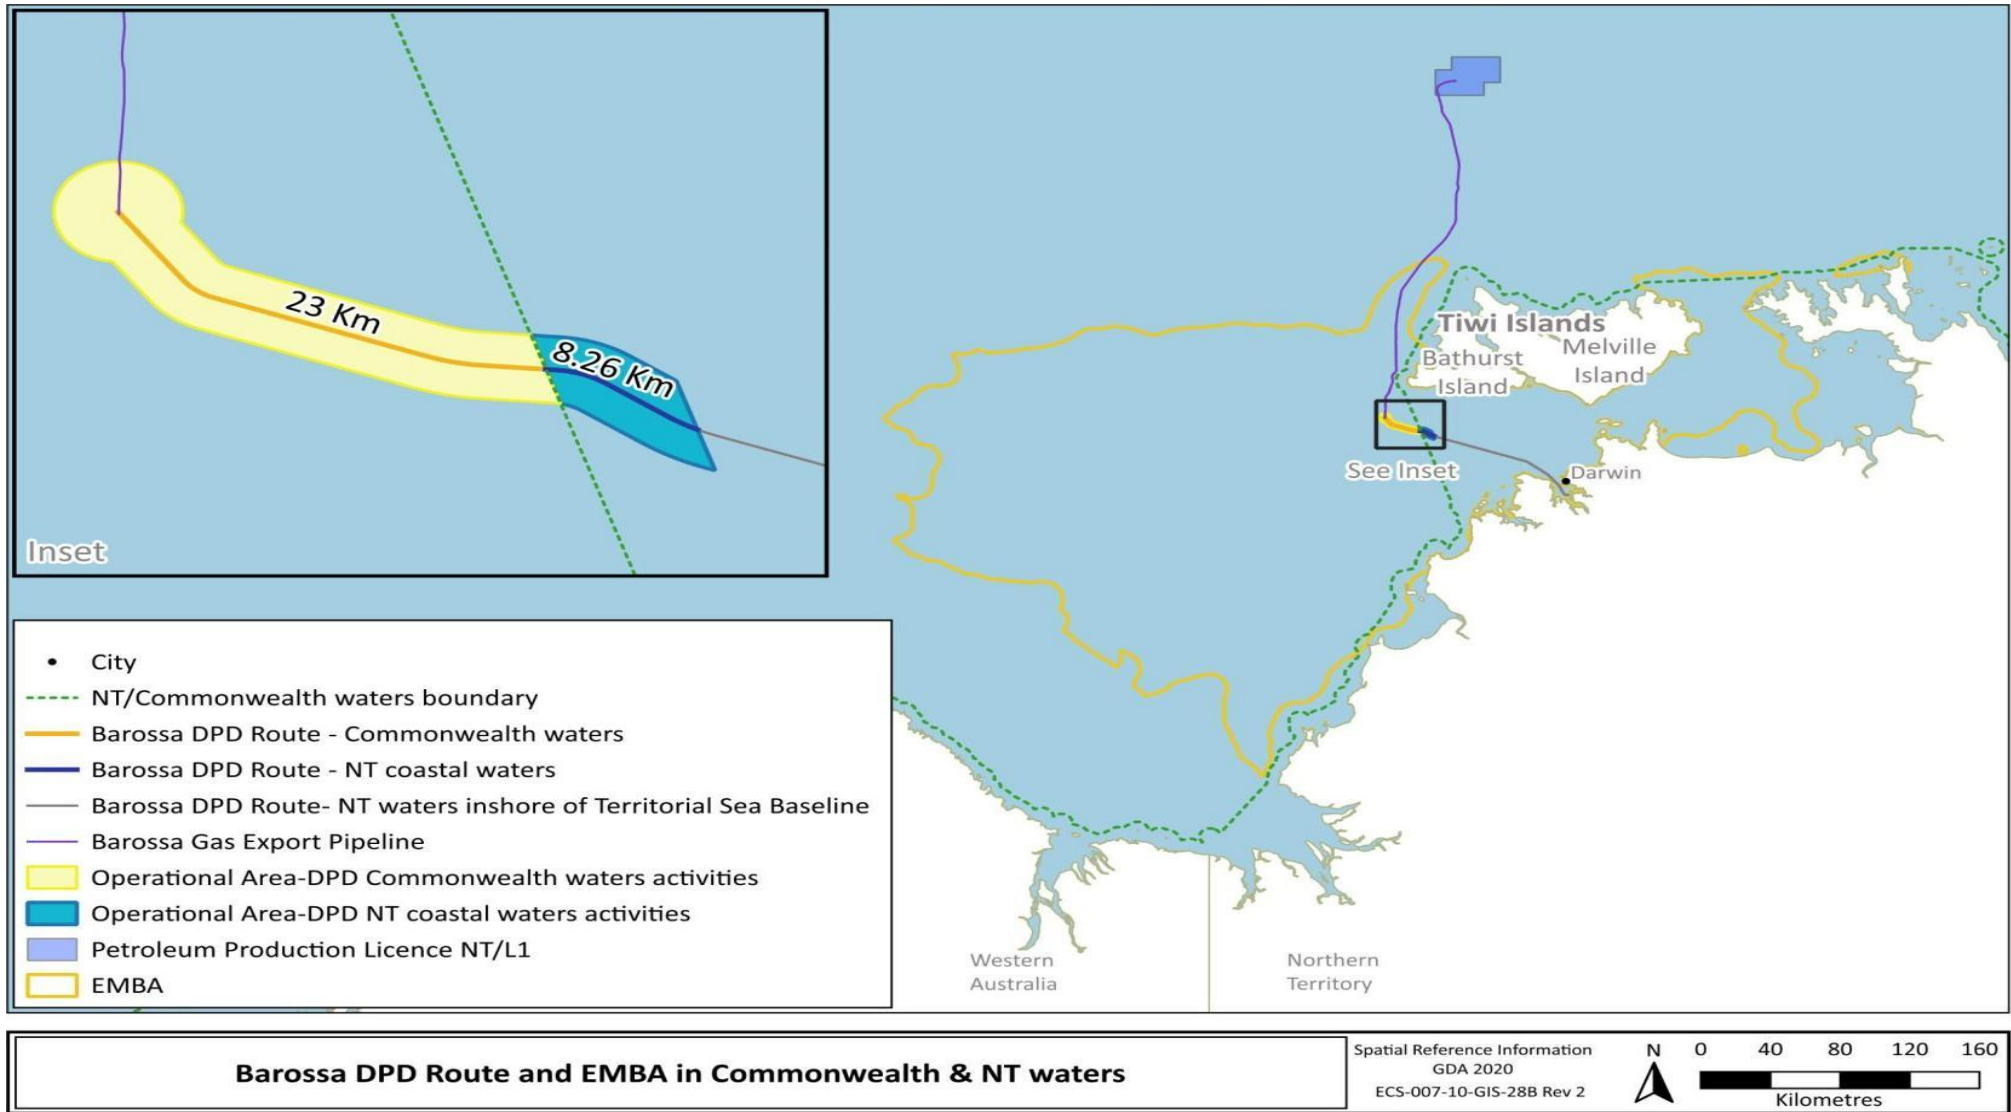 23 Km
8.26 Km
Inset
Tiwi Islands
Bathurst
Island
Melville
Island
See Inset
Darwin
Western
Australia
Northern
Territory
City
NT/Commonwealth waters boundary
Barossa DPD Route - Commonwealth waters
Barossa DPD Route - NT coastal waters
Barossa DPD Route- NT waters inshore of Territorial Sea Baseline
Barossa Gas Export Pipeline
Operational Area-DPD Commonwealth waters activities
Operational Area-DPD NT coastal waters activities
Petroleum Production Licence NT/L1
EMBA
Barossa DPD Route and EMBA in Commonwealth & NT waters
Spatial Reference Information
GDA 2020
ECS-007-10-GIS-28B Rev 2
N
0 40 80 120 160
Kilometres